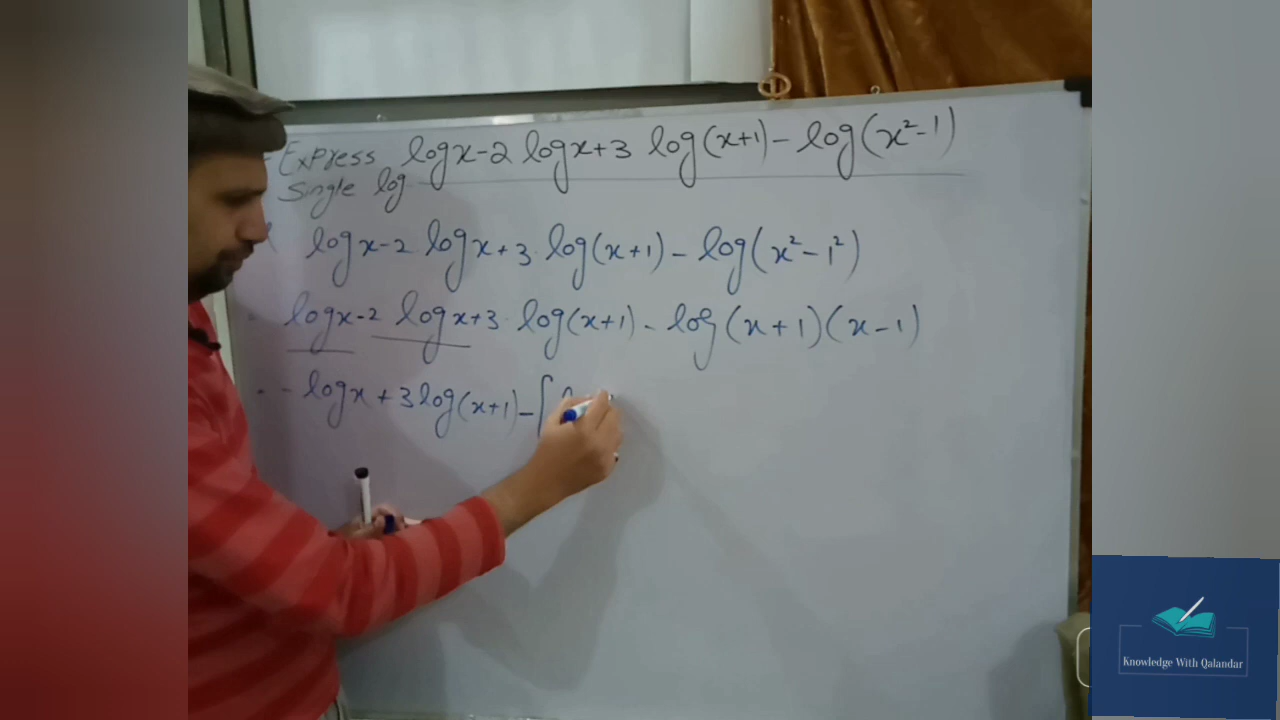 Express log x-2 log x+3 log(x+1)- log(x²-1)
Single log
log x-2 log x+3. log(x+1)- log(x²-1²)
log x-2 log x+3. log(x+1)- log(x+1)(x-1)
- log x +3 log(x+1)-[
Knowledge With Qalandar